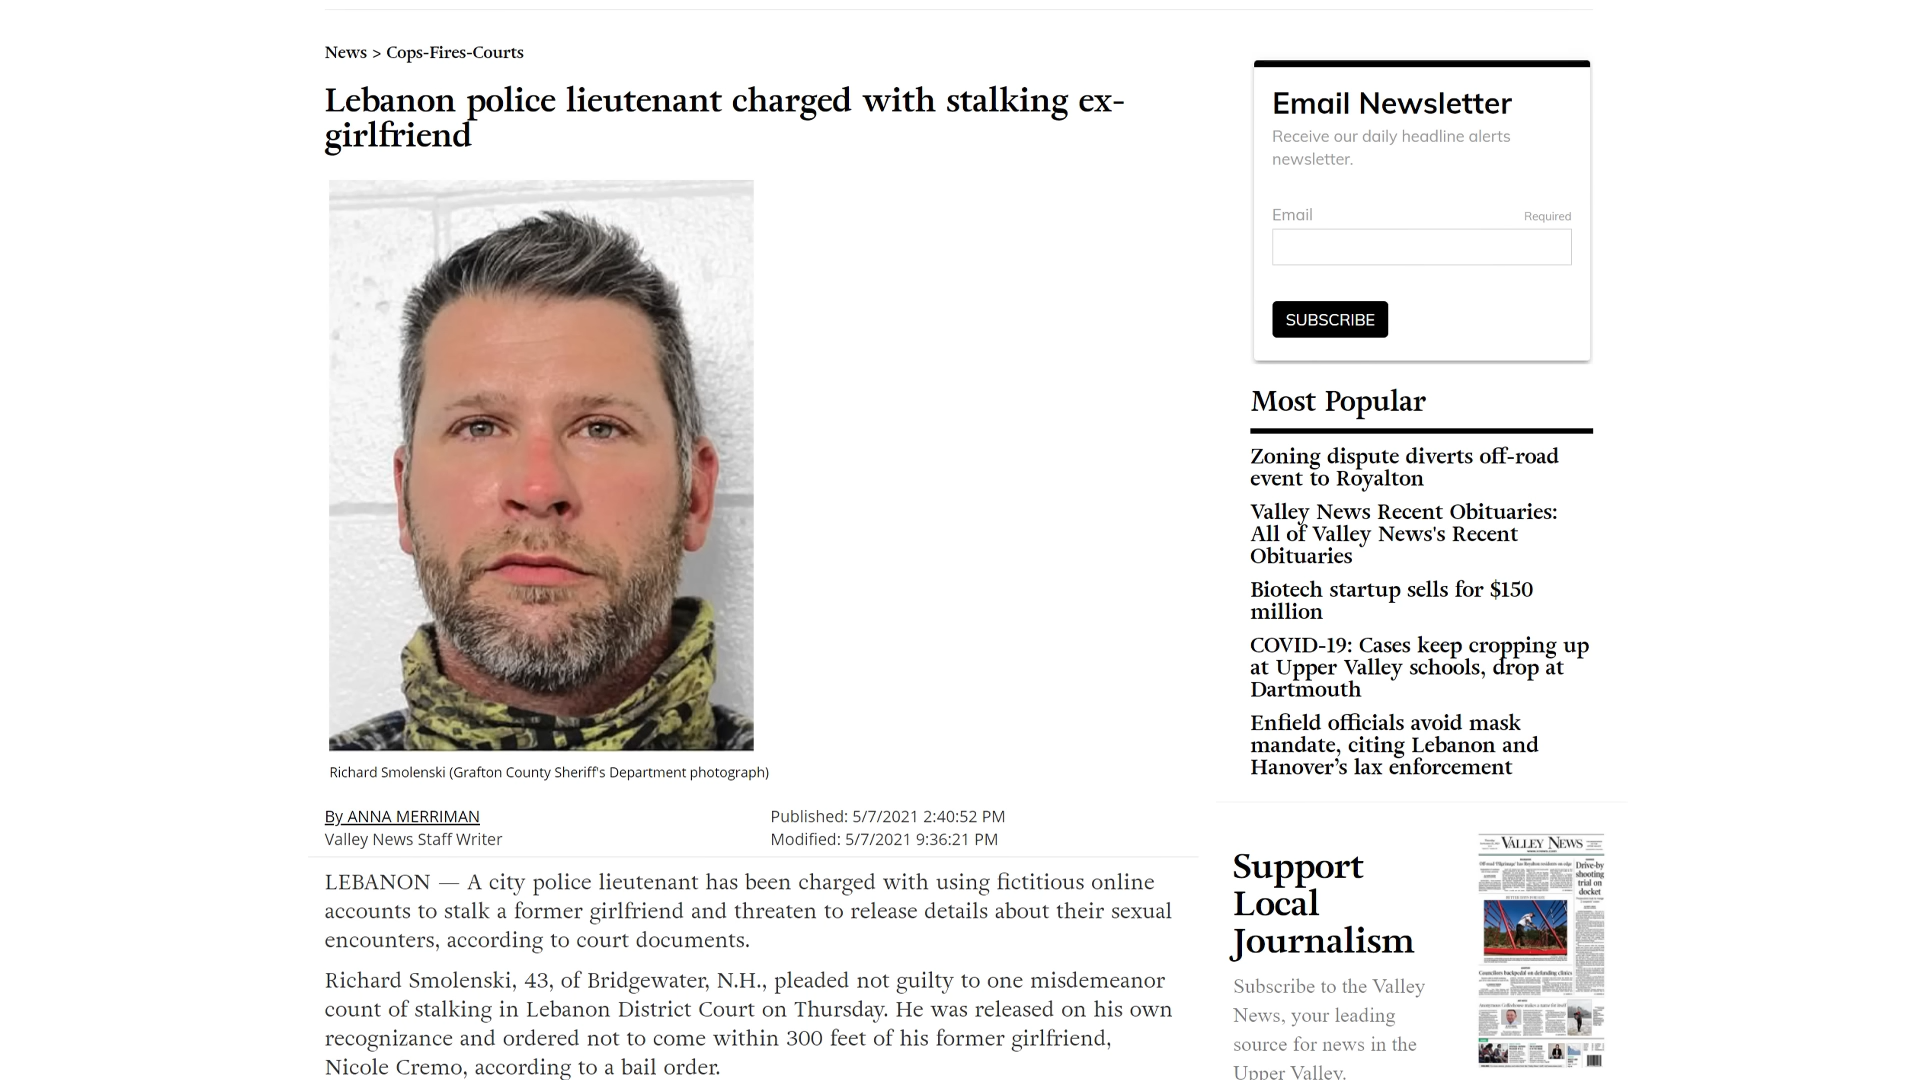 News > Cops-Fires-Courts
Lebanon police lieutenant charged with stalking ex-
girlfriend
Richard Smolenski (Grafton County Sheriff's Department photograph)
By ANNA MERRIMAN
Valley News Staff Writer
Published: 5/7/2021 2:40:52 PM
Modified: 5/7/2021 9:36:21 PM
LEBANON — A city police lieutenant has been charged with using fictitious online
accounts to stalk a former girlfriend and threaten to release details about their sexual
encounters, according to court documents.
Richard Smolenski, 43, of Bridgewater, N.H., pleaded not guilty to one misdemeanor
count of stalking in Lebanon District Court on Thursday. He was released on his own
recognizance and ordered not to come within 300 feet of his former girlfriend,
Nicole Cremo, according to a bail order.
Email Newsletter
Receive our daily headline alerts
newsletter.
Email
Required
SUBSCRIBE
Most Popular
Zoning dispute diverts off-road
event to Royalton
Valley News Recent Obituaries:
All of Valley News's Recent
Obituaries
Biotech startup sells for $150
million
COVID-19: Cases keep cropping up
at Upper Valley schools, drop at
Dartmouth
Enfield officials avoid mask
mandate, citing Lebanon and
Hanover’s lax enforcement
Support
Local
Journalism
Subscribe to the Valley
News, your leading
source for news in the
Upper Valley.
VALLEY NEWS
Drive-by
shooting
trial on
docket